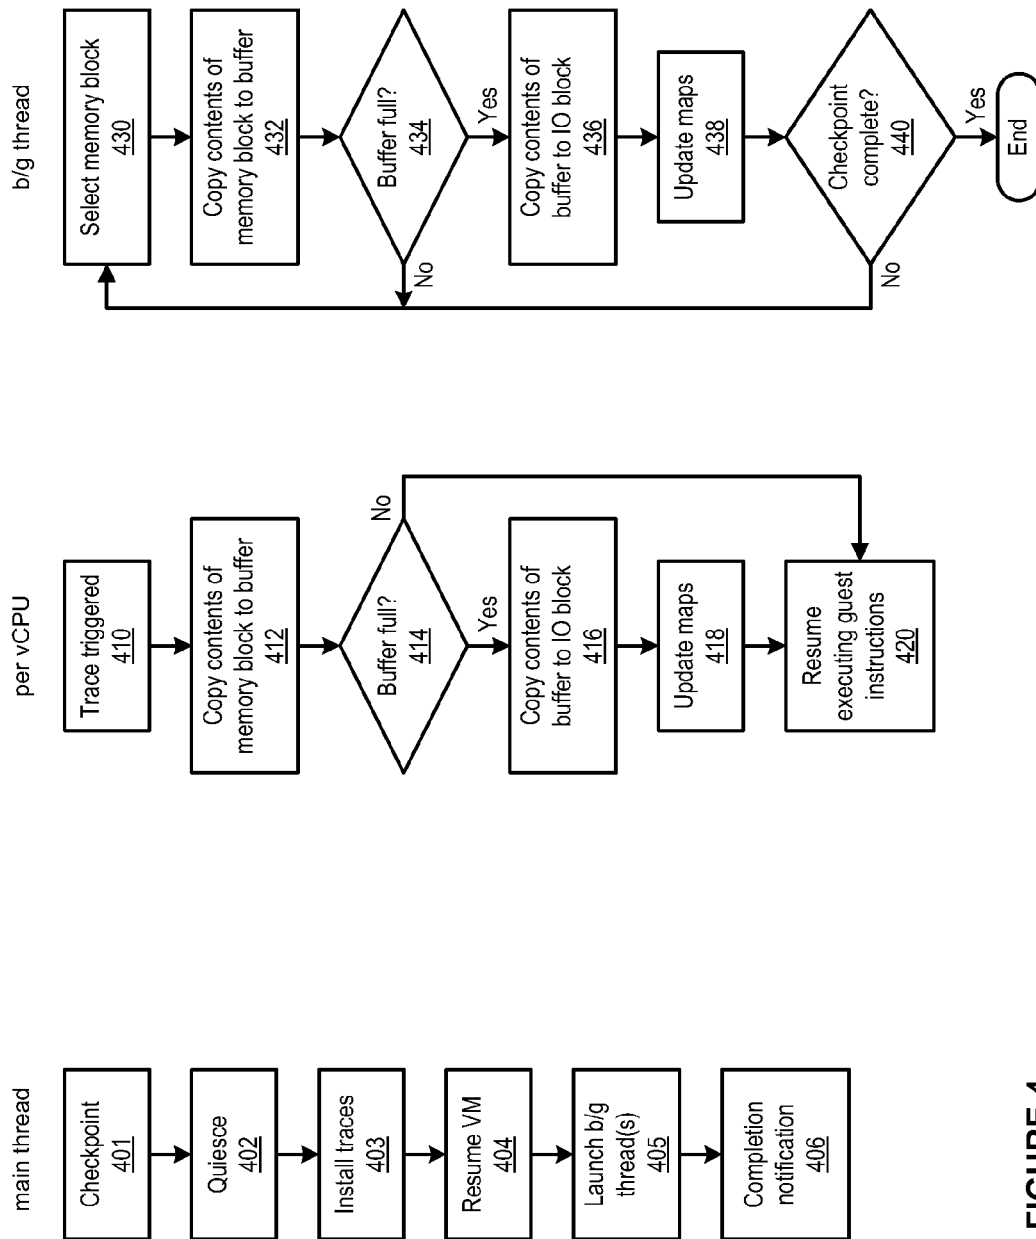 main thread
Checkpoint
401
Quiesce
402
Install traces
403
Resume VM
404
Launch b/g
thread(s)
405
Completion
notification
406
per vCPU
Trace triggered
410
Copy contents of
memory block to buffer
412
Buffer full?
414
No
Yes
Copy contents of
buffer to IO block
416
Update maps
418
Resume
executing guest
instructions
420
b/g thread
Select memory block
430
Copy contents of
memory block to buffer
432
Buffer full?
434
No
Yes
Copy contents of
buffer to IO block
436
Update maps
438
Checkpoint
complete?
440
No
Yes
End
FIGURE 4